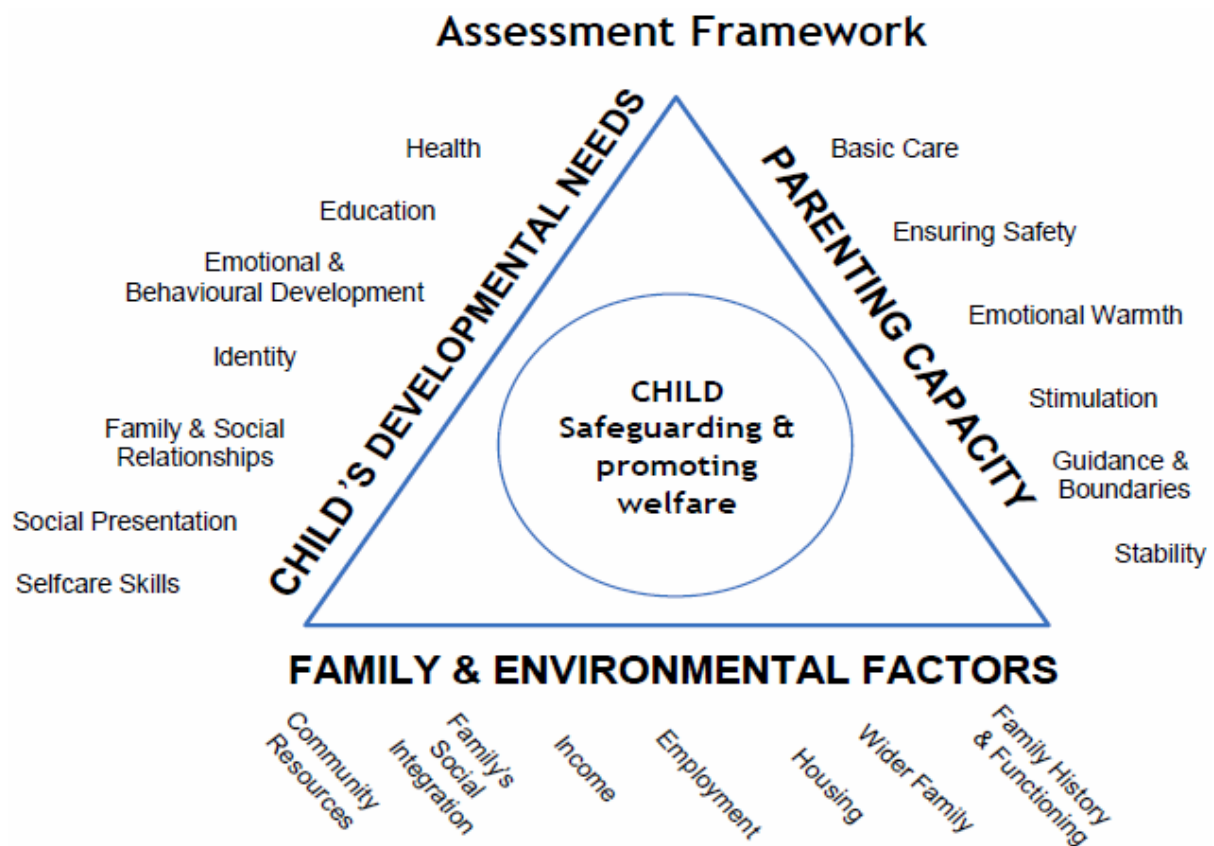 Assessment Framework
Health
Education
Emotional &
Behavioural Development
Identity
Family & Social
Relationships
Social Presentation
Selfcare Skills
CHILD'S DEVELOPMENTAL NEEDS
CHILD
Safeguarding &
promoting
welfare
PARENTING CAPACITY
Basic Care
Ensuring Safety
Emotional Warmth
Stimulation
Guidance &
Boundaries
Stability
FAMILY & ENVIRONMENTAL FACTORS
Community
Resources
Family's
Social
Integration
Income
Employment
Housing
Wider Family
Family History
& Functioning